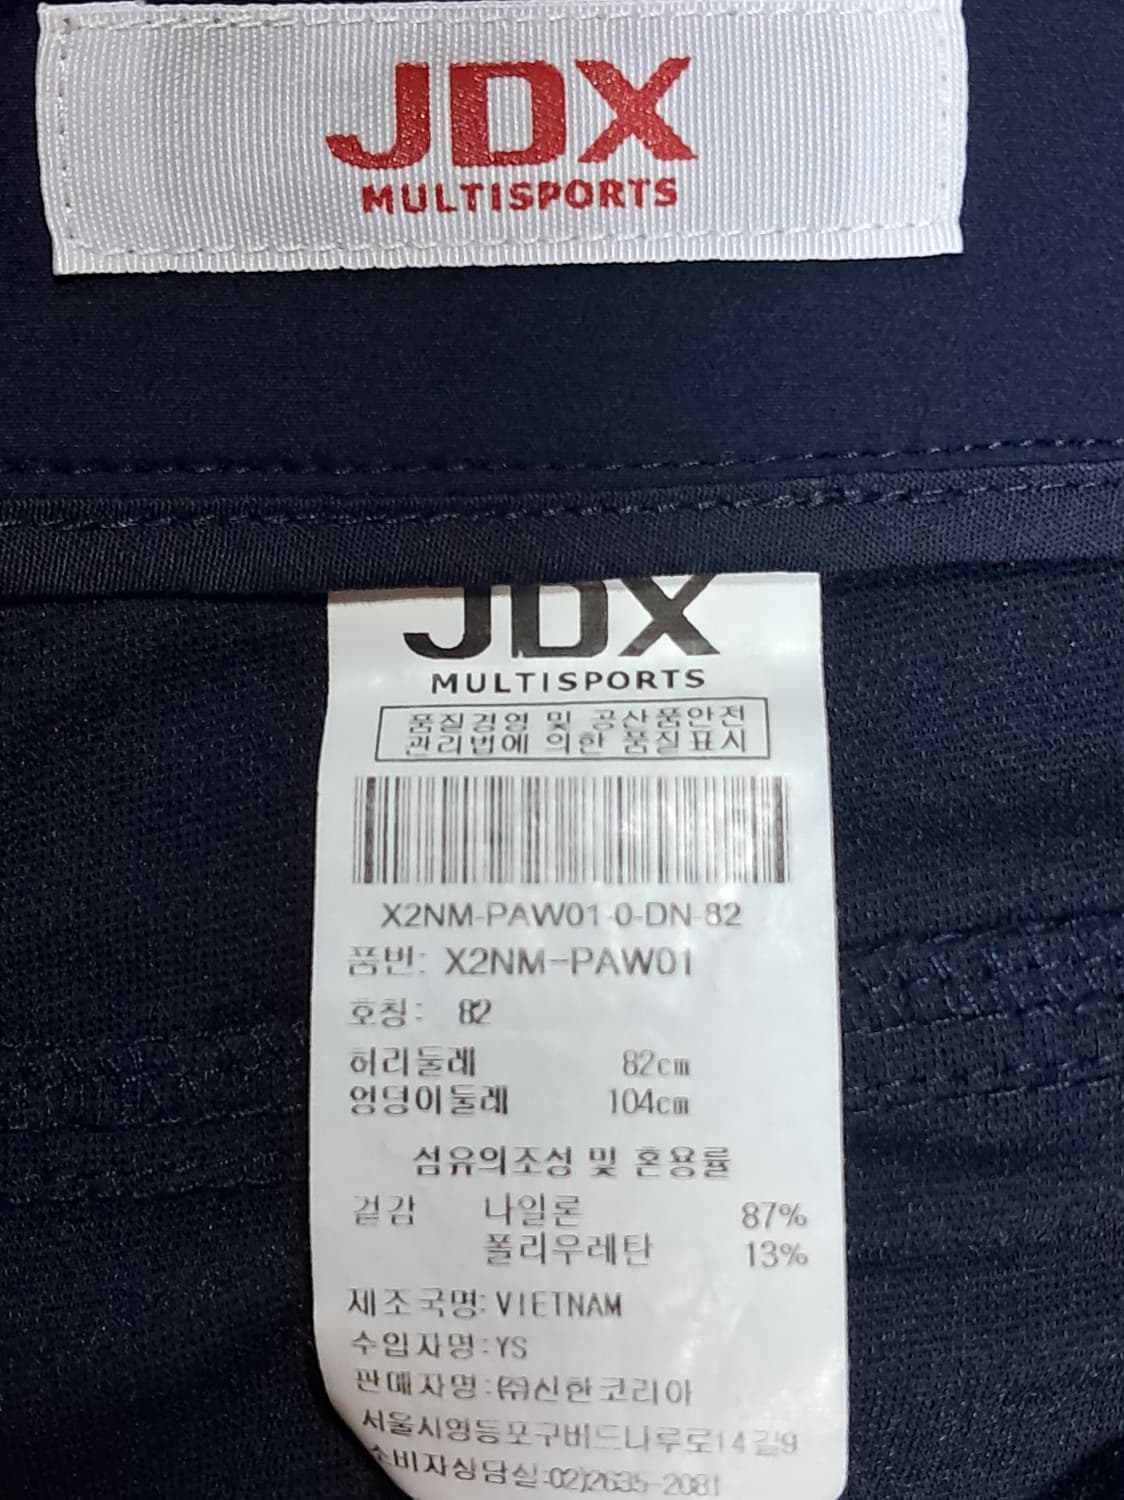 JDX
MULTISPORTS
JDX
MULTISPORTS
품질경영 및 공산품안전
관리법에 의한 품질표시
X2NM-PAW01-0-DN-82
품번: X2NM-PAW01
호칭: 82
허리둘레 82cm
엉덩이둘레 104cm
섬유의조성 및 혼용률
겉감 나일론 87%
폴리우레탄 13%
제조국명: VIETNAM
수입자명:YS
판매자명:㈜신한코리아
서울시영등포구버드나루로14길9
소비자상담실:02)2635-2081